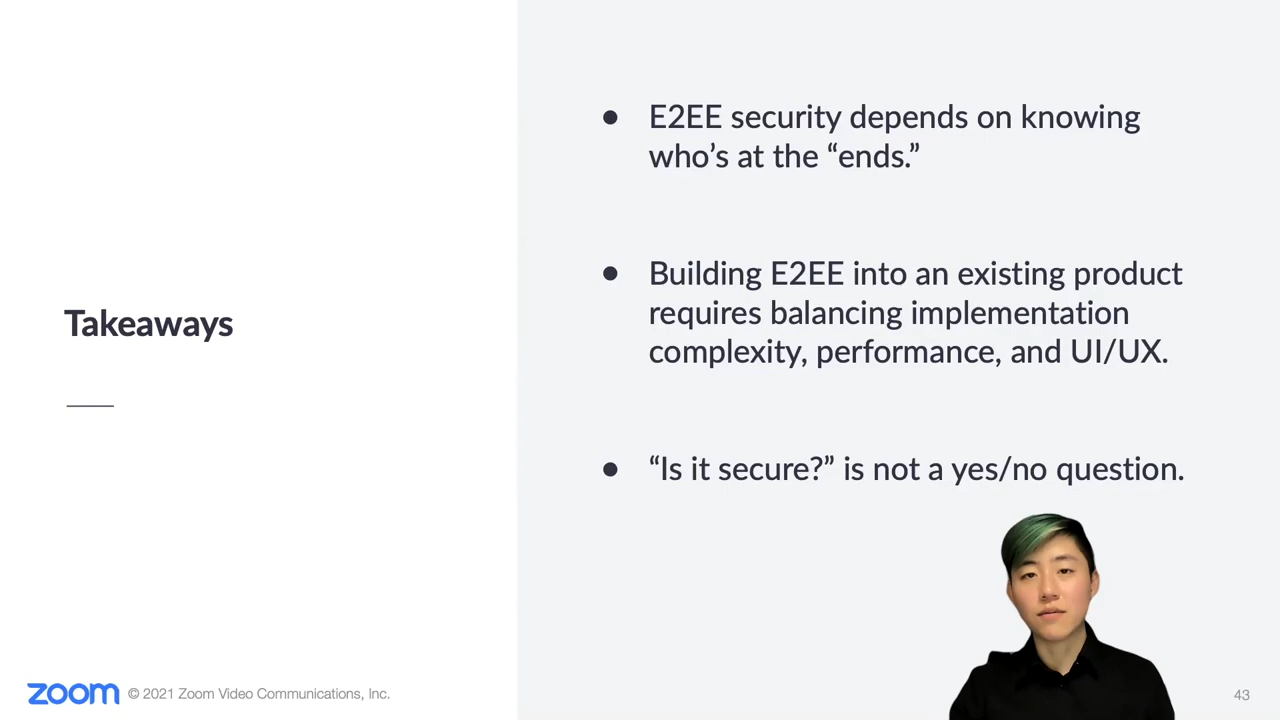 Takeaways
● E2EE security depends on knowing
who’s at the “ends.”
● Building E2EE into an existing product
requires balancing implementation
complexity, performance, and UI/UX.
● “Is it secure?” is not a yes/no question.
zoom © 2021 Zoom Video Communications, Inc.
43